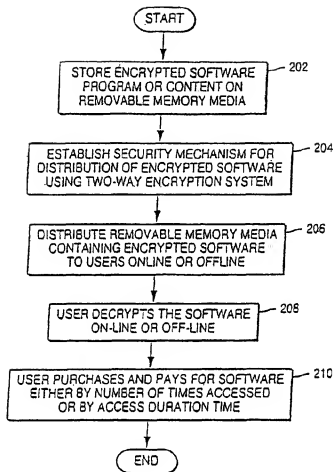 START
STORE ENCRYPTED SOFTWARE
PROGRAM OR CONTENT ON
REMOVABLE MEMORY MEDIA
202
ESTABLISH SECURITY MECHANISM FOR
DISTRIBUTION OF ENCRYPTED SOFTWARE
USING TWO-WAY ENCRYPTION SYSTEM
204
DISTRIBUTE REMOVABLE MEMORY MEDIA
CONTAINING ENCRYPTED SOFTWARE
TO USERS ONLINE OR OFFLINE
206
USER DECRYPTS THE SOFTWARE
ON-LINE OR OFF-LINE
208
USER PURCHASES AND PAYS FOR SOFTWARE
EITHER BY NUMBER OF TIMES ACCESSED
OR BY ACCESS DURATION TIME
210
END